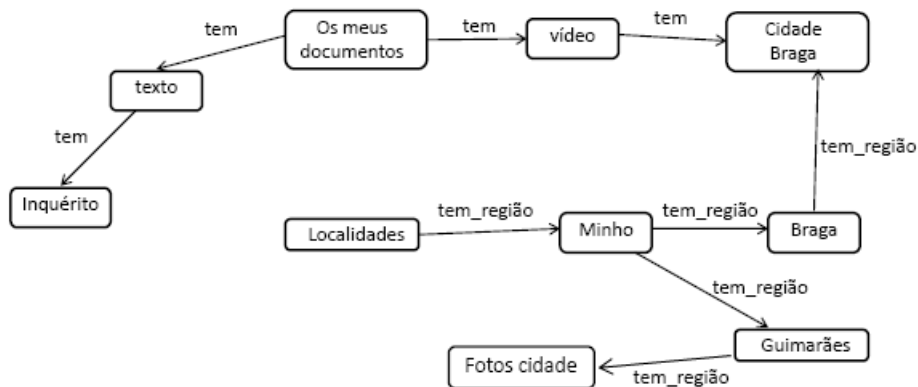 Os meus
documentos
tem
tem
vídeo
tem
Cidade
Braga
texto
tem
tem_região
Inquérito
Localidades
tem_região
Minho
tem_região
Braga
tem_região
Guimarães
Fotos cidade
tem_região